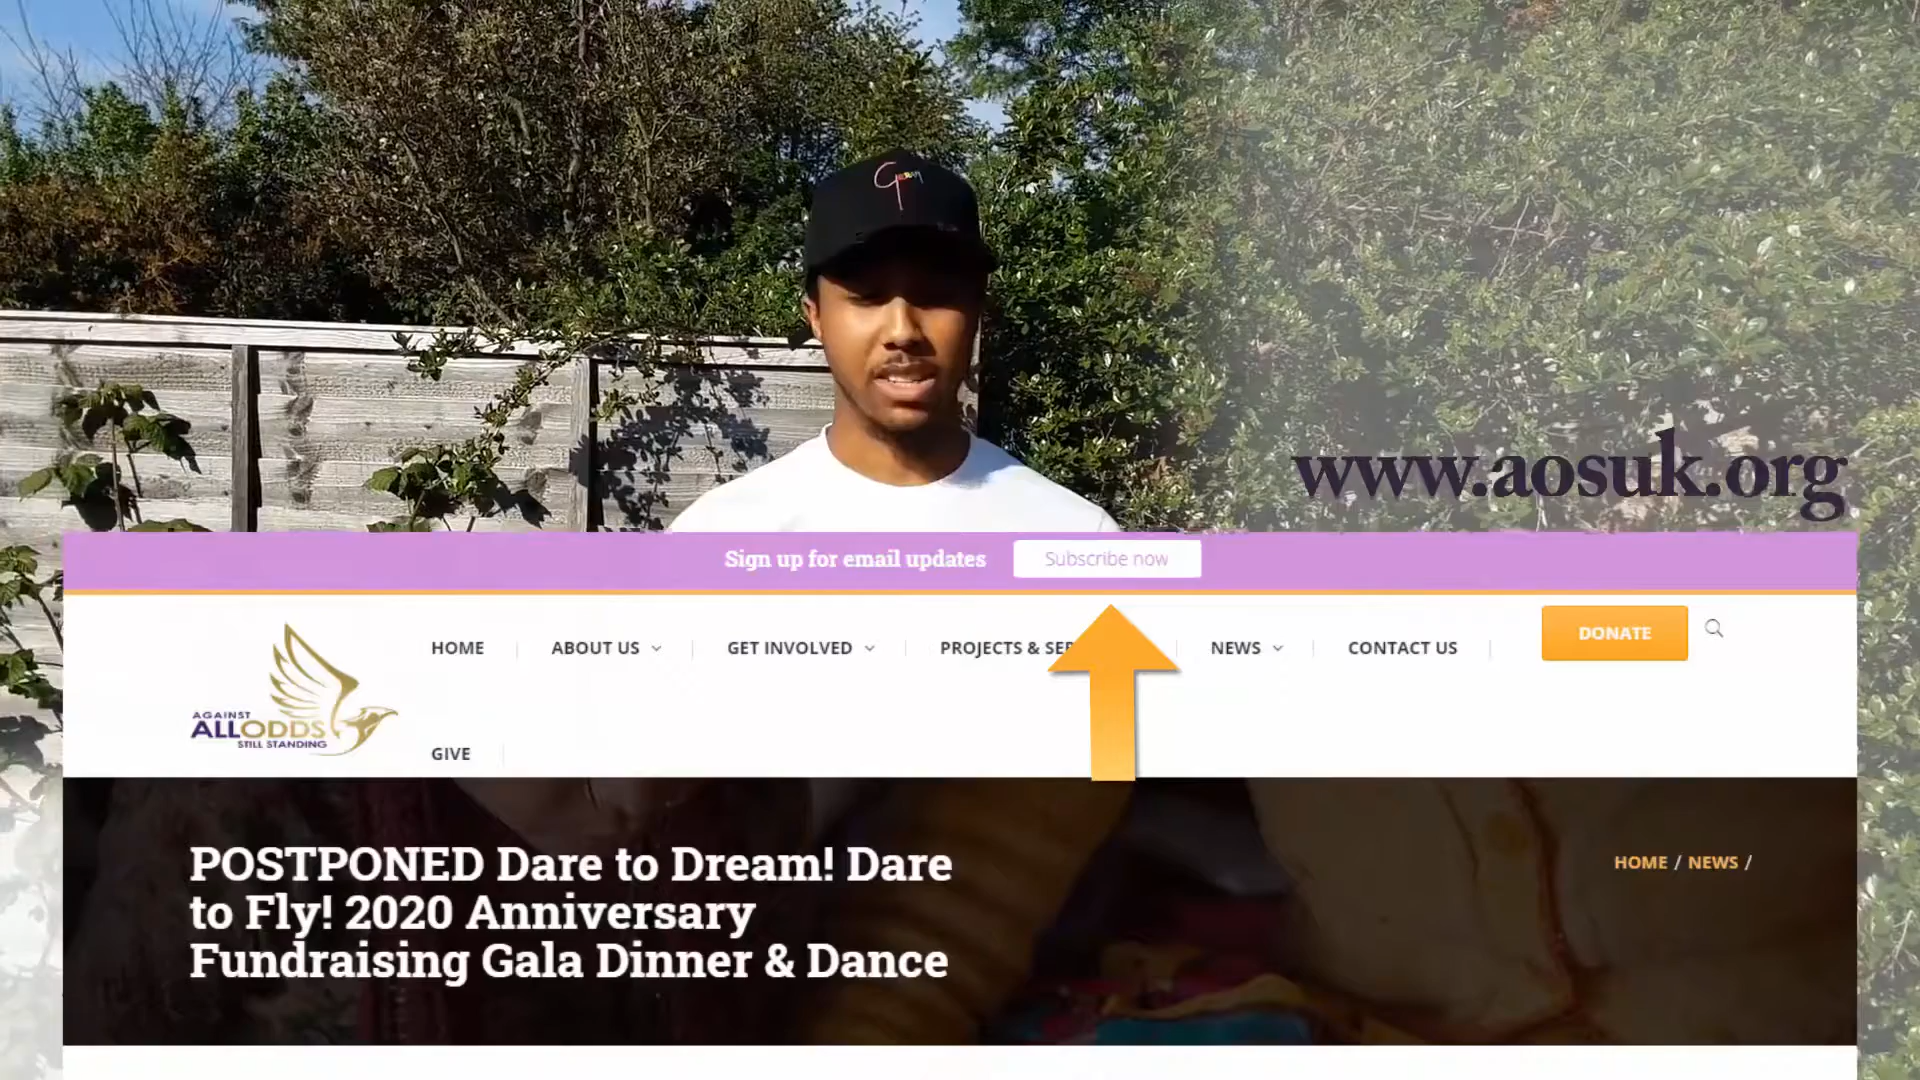 www.aosuk.org
Sign up for email updates
Subscribe now
HOME
ABOUT US
GET INVOLVED
PROJECTS &
NEWS
CONTACT US
DONATE
AGAINST
ALLODDS
STILL STANDING
GIVE
POSTPONED Dare to Dream! Dare
to Fly! 2020 Anniversary
Fundraising Gala Dinner & Dance
HOME / NEWS /